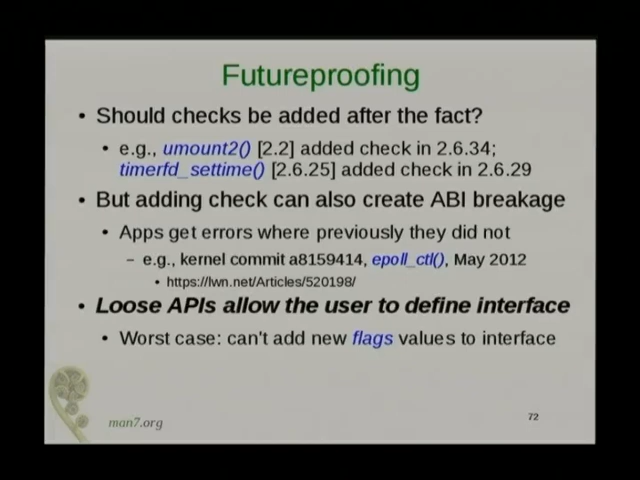 Futureproofing
• Should checks be added after the fact?
• e.g., umount2() [2.2] added check in 2.6.34;
timerfd_settime() [2.6.25] added check in 2.6.29
• But adding check can also create ABI breakage
• Apps get errors where previously they did not
– e.g., kernel commit a8159414, epoll_ctl(), May 2012
• https://lwn.net/Articles/520198/
• Loose APIs allow the user to define interface
• Worst case: can't add new flags values to interface
man7.org
72